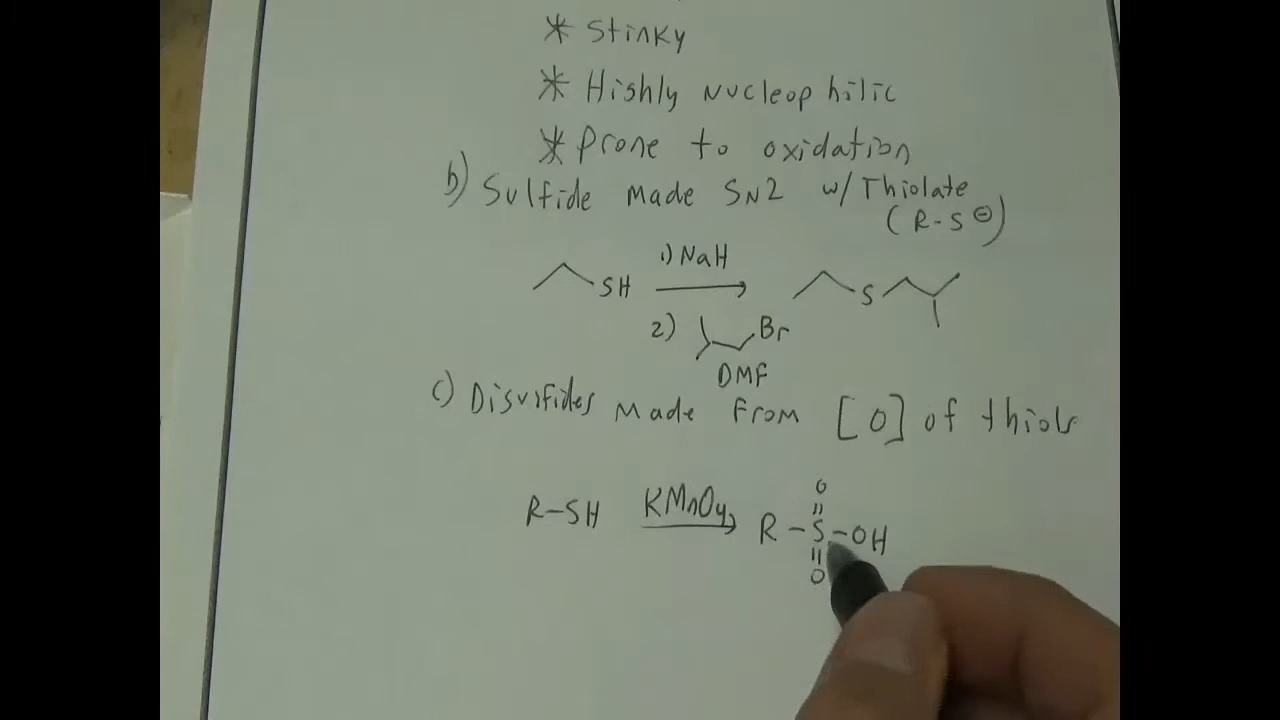 * Stinky
* Highly nucleophilic
* Prone to oxidation
b) Sulfide made SN2 w/ Thiolate
(R-S⊖)
1) NaH
SH
S
2) Br
DMF
c) Disulfides made from [O] of thiols
R-SH KMnO4 R-S-OH
O
O